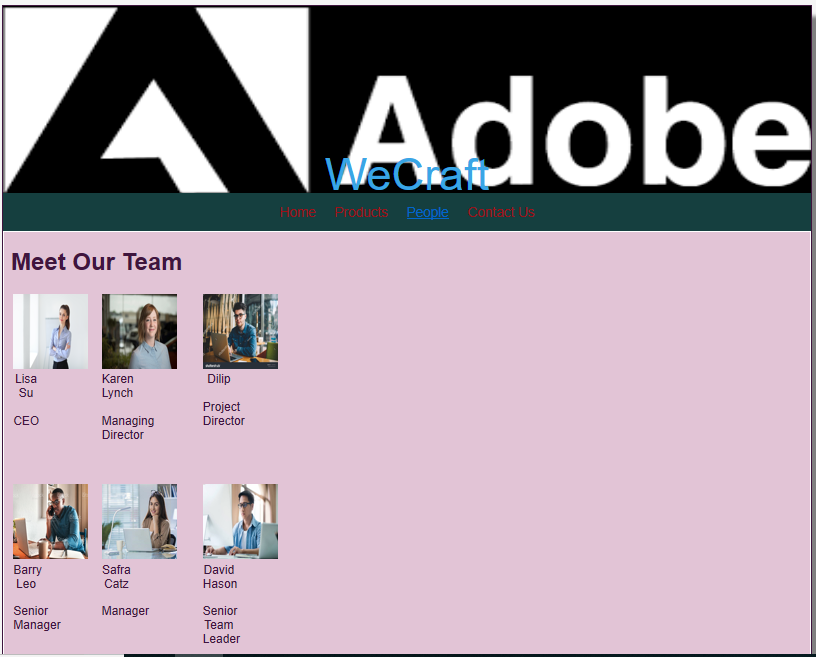 Adobe
WeCraft
Home Products People Contact Us
Meet Our Team
Lisa
Su
CEO
Karen
Lynch
Managing
Director
Dilip
Project
Director
Barry
Leo
Senior
Manager
Safra
Catz
Manager
David
Hason
Senior
Team
Leader